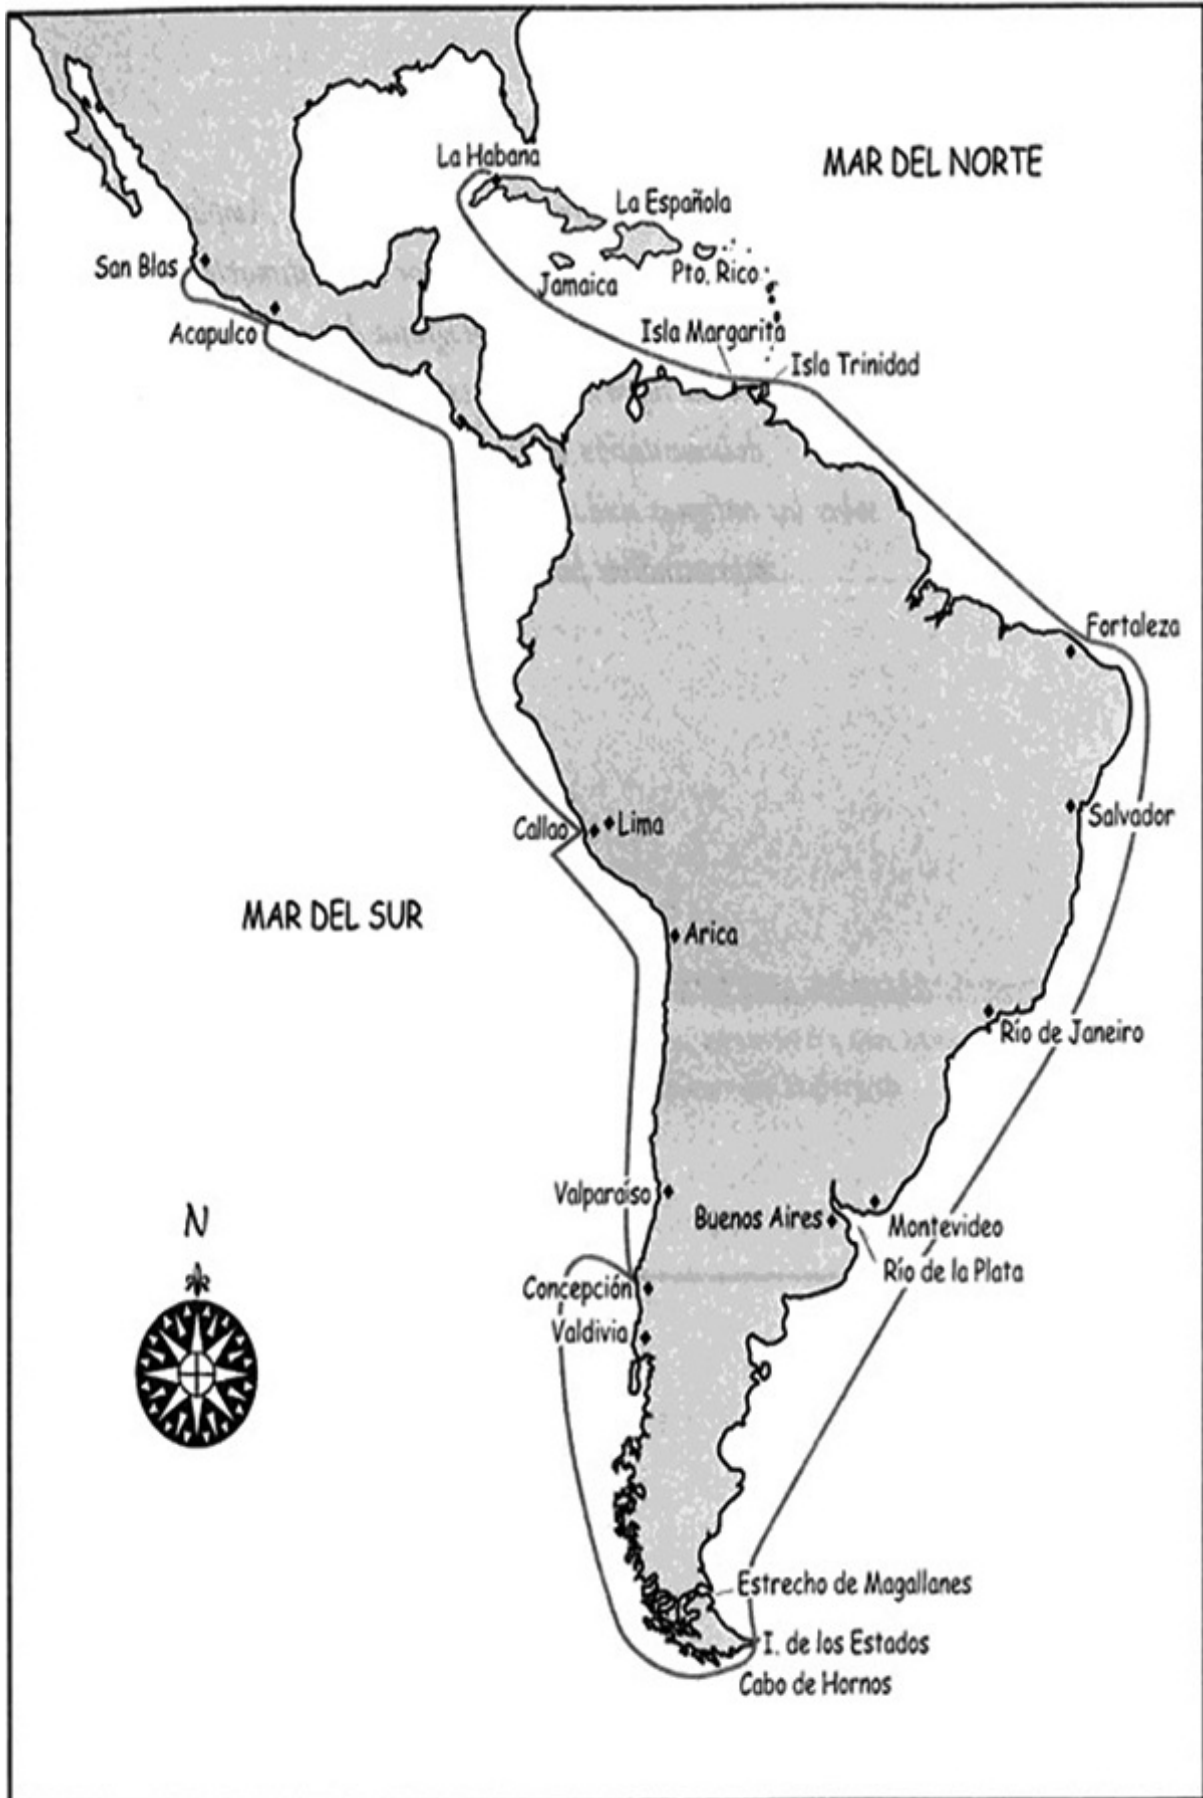 La Habana
MAR DEL NORTE
La Española
San Blas
Jamaica
Pto. Rico
Acapulco
Isla Margarita
Isla Trinidad
Fortaleza
Callao
Lima
Salvador
MAR DEL SUR
Arica
Río de Janeiro
Valparaíso
Buenos Aires
Montevideo
N
Río de la Plata
Concepción
Valdivia
Estrecho de Magallanes
I. de los Estados
Cabo de Hornos